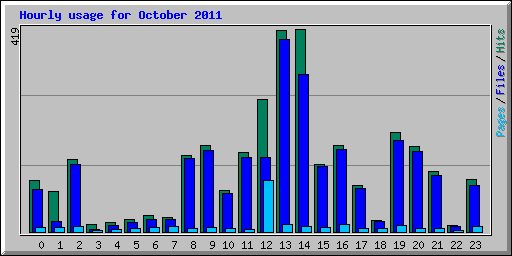 Hourly usage for October 2011
419
Pages / Files / Hits
0 1 2 3 4 5 6 7 8 9 10 11 12 13 14 15 16 17 18 19 20 21 22 23